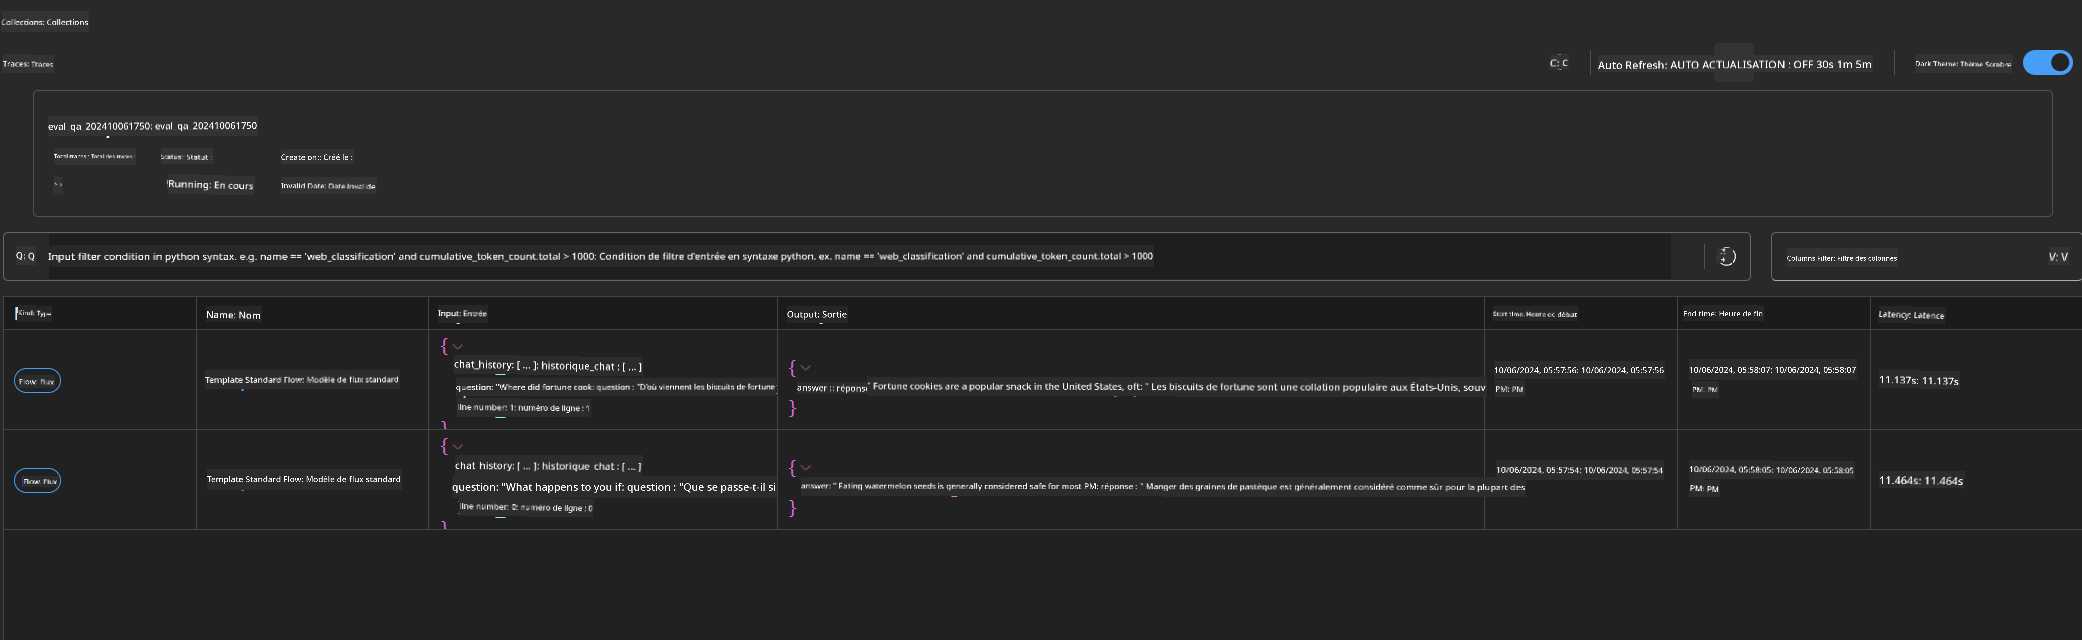 Collections: Collections
Traces: Traces
C: C
Auto Refresh: AUTO ACTUALISATION : OFF 30s 1m 5m
Dark Theme: Thème Sombre
eval_qa_202410061750: eval_qa_202410061750
Total traces : Total des traces :
Status: Statut :
Create on:: Créé le :
Running: En cours
Invalid Date: Date invalide
Q: Q
Input filter condition in python syntax. e.g. name == 'web_classification' and cumulative_token_count.total > 1000: Condition de filtre d'entrée en syntaxe python. ex. name == 'web_classification' and cumulative_token_count.total > 1000
Columns Filter: Filtre des colonnes
V: V
Kind: Type
Name: Nom
Input: Entrée
Output: Sortie
Start time: Heure de début
End time: Heure de fin
Latency: Latence
Flow: flux
Template Standard Flow: Modèle de flux standard
{
chat_history: [ ... ]: historique_chat : [ ... ]
question: "Where did fortune cook: question : "D'où viennent les biscuits de fortune
line number: 1: numéro de ligne : 1
}
{
answer :: réponse " Fortune cookies are a popular snack in the United States, oft: " Les biscuits de fortune sont une collation populaire aux États-Unis, souv
}
10/06/2024, 05:57:56: 10/06/2024, 05:57:56
PM: PM
10/06/2024, 05:58:07: 10/06/2024, 05:58:07
PM: PM
11.137s: 11.137s
Flow: Flux
Template Standard Flow: Modèle de flux standard
{
chat history: [ ... ]: historique chat : [ ... ]
question: "What happens to you if: question : "Que se passe-t-il si
line number: 0: numéro de ligne : 0
}
{
answer: " Eating watermelon seeds is generally considered safe for most PM: réponse : " Manger des graines de pastèque est généralement considéré comme sûr pour la plupart des
}
10/06/2024, 05:57:54: 10/06/2024, 05:57:54
10/06/2024, 05:58:05: 10/06/2024, 05:58:05
PM: PM
11.464s: 11.464s